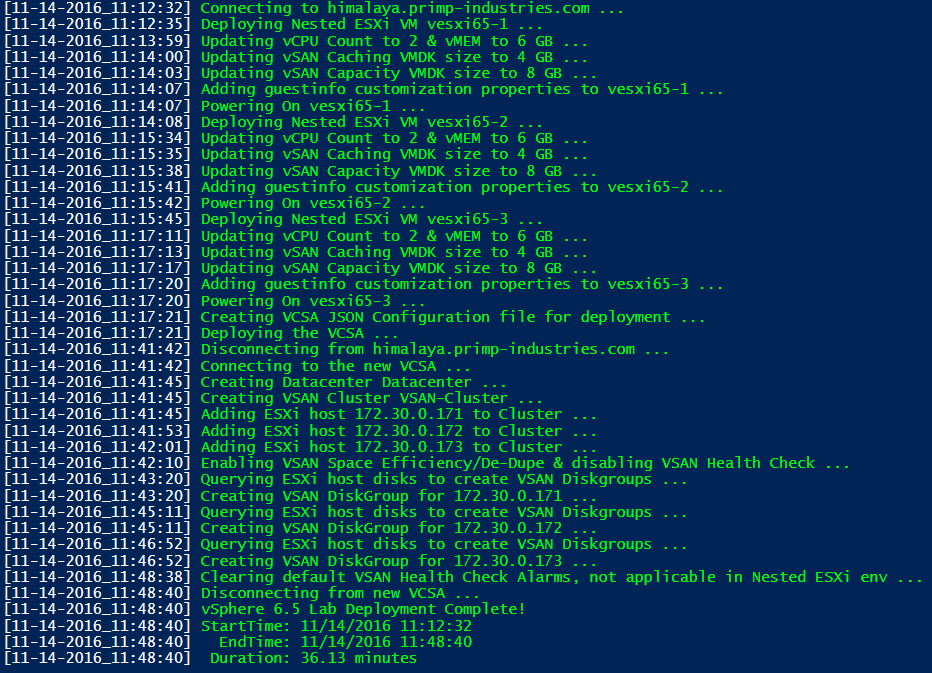 [11-14-2016_11:12:32] Connecting to himalaya.primp-industries.com ...
[11-14-2016_11:12:35] Deploying Nested ESXi VM vesxi65-1 ...
[11-14-2016_11:13:59] Updating vCPU Count to 2 & vMEM to 6 GB ...
[11-14-2016_11:14:00] Updating vSAN Caching VMDK size to 4 GB ...
[11-14-2016_11:14:03] Updating vSAN Capacity VMDK size to 8 GB ...
[11-14-2016_11:14:07] Adding guestinfo customization properties to vesxi65-1 ...
[11-14-2016_11:14:07] Powering On vesxi65-1 ...
[11-14-2016_11:14:08] Deploying Nested ESXi VM vesxi65-2 ...
[11-14-2016_11:15:34] Updating vCPU Count to 2 & vMEM to 6 GB ...
[11-14-2016_11:15:35] Updating vSAN Caching VMDK size to 4 GB ...
[11-14-2016_11:15:38] Updating vSAN Capacity VMDK size to 8 GB ...
[11-14-2016_11:15:41] Adding guestinfo customization properties to vesxi65-2 ...
[11-14-2016_11:15:42] Powering On vesxi65-2 ...
[11-14-2016_11:15:45] Deploying Nested ESXi VM vesxi65-3 ...
[11-14-2016_11:17:11] Updating vCPU Count to 2 & vMEM to 6 GB ...
[11-14-2016_11:17:13] Updating vSAN Caching VMDK size to 4 GB ...
[11-14-2016_11:17:17] Updating vSAN Capacity VMDK size to 8 GB ...
[11-14-2016_11:17:20] Adding guestinfo customization properties to vesxi65-3 ...
[11-14-2016_11:17:20] Powering On vesxi65-3 ...
[11-14-2016_11:17:21] Creating VCSA JSON Configuration file for deployment ...
[11-14-2016_11:17:21] Deploying the VCSA ...
[11-14-2016_11:41:42] Disconnecting from himalaya.primp-industries.com ...
[11-14-2016_11:41:42] Connecting to the new VCSA ...
[11-14-2016_11:41:45] Creating Datacenter Datacenter ...
[11-14-2016_11:41:45] Creating VSAN Cluster VSAN-Cluster ...
[11-14-2016_11:41:45] Adding ESXi host 172.30.0.171 to Cluster ...
[11-14-2016_11:41:53] Adding ESXi host 172.30.0.172 to Cluster ...
[11-14-2016_11:42:01] Adding ESXi host 172.30.0.173 to Cluster ...
[11-14-2016_11:42:10] Enabling VSAN Space Efficiency/De-Dupe & disabling VSAN Health Check ...
[11-14-2016_11:43:20] Querying ESXi host disks to create VSAN Diskgroups ...
[11-14-2016_11:43:20] Creating VSAN DiskGroup for 172.30.0.171 ...
[11-14-2016_11:45:11] Querying ESXi host disks to create VSAN Diskgroups ...
[11-14-2016_11:45:11] Creating VSAN DiskGroup for 172.30.0.172 ...
[11-14-2016_11:46:52] Querying ESXi host disks to create VSAN Diskgroups ...
[11-14-2016_11:46:52] Creating VSAN DiskGroup for 172.30.0.173 ...
[11-14-2016_11:48:38] Clearing default VSAN Health Check Alarms, not applicable in Nested ESXi env ...
[11-14-2016_11:48:40] Disconnecting from new VCSA ...
[11-14-2016_11:48:40] vSphere 6.5 Lab Deployment Complete!
[11-14-2016_11:48:40] StartTime: 11/14/2016 11:12:32
[11-14-2016_11:48:40]   EndTime: 11/14/2016 11:48:40
[11-14-2016_11:48:40]  Duration: 36.13 minutes